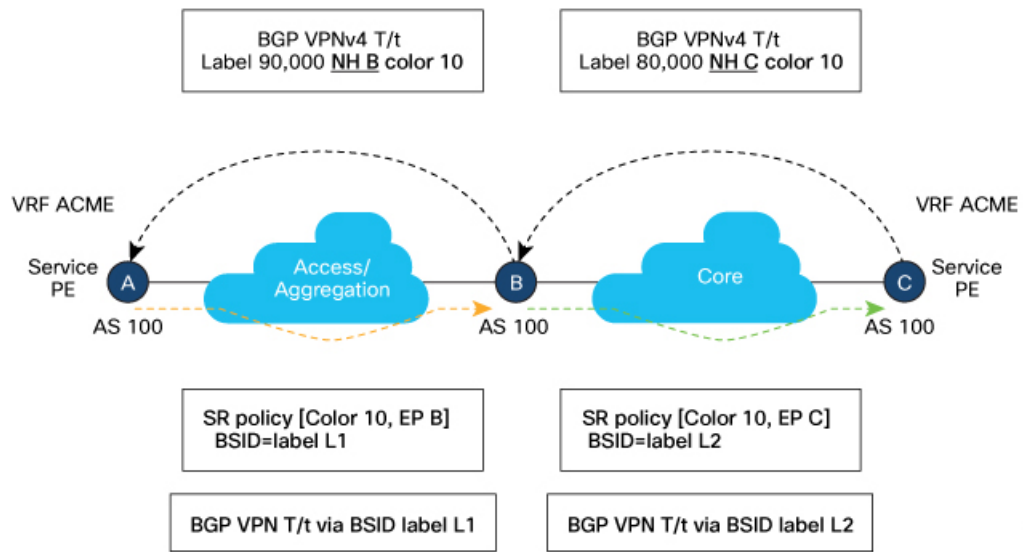 BGP VPNv4 T/t
Label 90,000 NH B color 10
BGP VPNv4 T/t
Label 80,000 NH C color 10
VRF ACME
VRF ACME
Service
PE
A
Access/
Aggregation
B
Core
C
Service
PE
AS 100
AS 100
AS 100
SR policy [Color 10, EP B]
BSID=label L1
SR policy [Color 10, EP C]
BSID=label L2
BGP VPN T/t via BSID label L1
BGP VPN T/t via BSID label L2